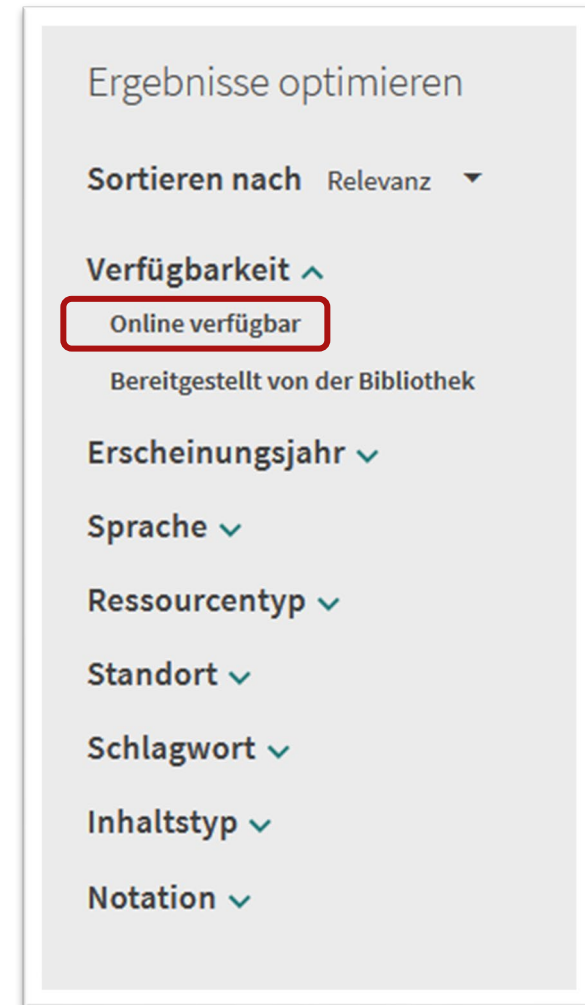 Ergebnisse optimieren
Sortieren nach Relevanz
Verfügbarkeit
Online verfügbar
Bereitgestellt von der Bibliothek
Erscheinungsjahr
Sprache
Ressourcentyp
Standort
Schlagwort
Inhaltstyp
Notation